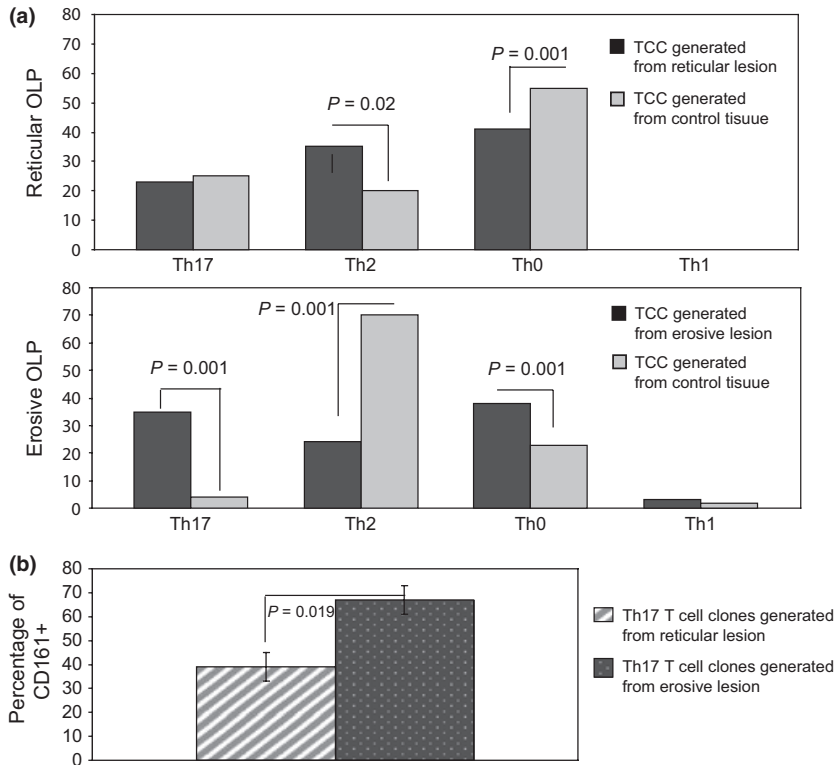 (a)
Reticular OLP
80
70
60
50
40
30
20
10
0
P = 0.02
P = 0.001
TCC generated
from reticular lesion
TCC generated
from control tisuue
Th17
Th2
Th0
Th1
Erosive OLP
80
70
60
50
40
30
20
10
0
P = 0.001
P = 0.001
P = 0.001
TCC generated
from erosive lesion
TCC generated
from control tisuue
Th17
Th2
Th0
Th1
(b)
Percentage of
CD161+
80
70
60
50
40
30
20
10
0
P = 0.019
Th17 T cell clones generated
from reticular lesion
Th17 T cell clones generated
from erosive lesion